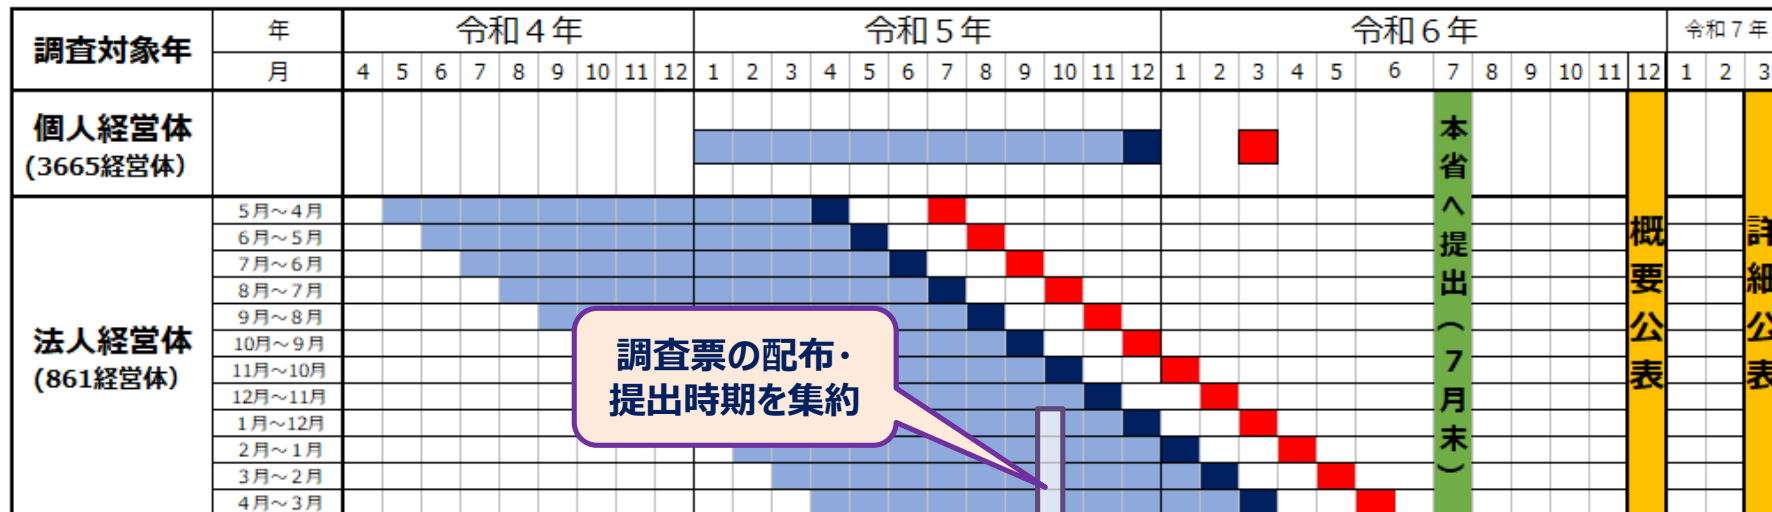 調査対象年 年 令和４年 令和５年 令和６年 令和７年
月 4 5 6 7 8 9 10 11 12 1 2 3 4 5 6 7 8 9 10 11 12 1 2 3 4 5 6 7 8 9 10 11 12 1 2 3
個人経営体
(3665経営体)
法人経営体
(861経営体)
5月～4月
6月～5月
7月～6月
8月～7月
9月～8月
10月～9月
11月～10月
12月～11月
1月～12月
2月～1月
3月～2月
4月～3月
調査票の配布・
提出時期を集約
本省へ提出（７月末）
概要公表
詳細公表